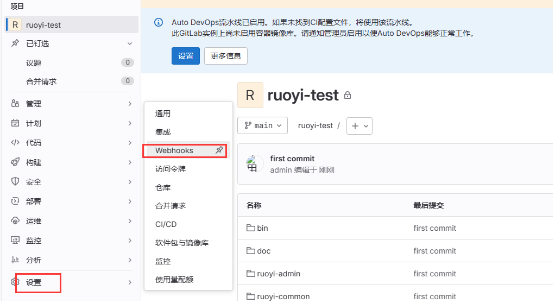 项目
R ruoyi-test
已钉选
议题 0
合并请求 0
管理
计划
代码
构建
安全
部署
运维
监控
分析
设置
Auto DevOps流水线已启用。如果未找到CI配置文件，将使用该流水线。
此GitLab实例上尚未启用容器镜像库。请通知管理员启用以便Auto DevOps能够正常工作。
设置 更多信息
通用
集成
Webhooks
访问令牌
仓库
合并请求
CI/CD
软件包与镜像库
监控
使用量配额
R ruoyi-test
main ruoyi-test / +
first commit
admin 编辑于 刚刚
名称 最后提交
bin first commit
doc first commit
ruoyi-admin first commit
ruoyi-common first commit